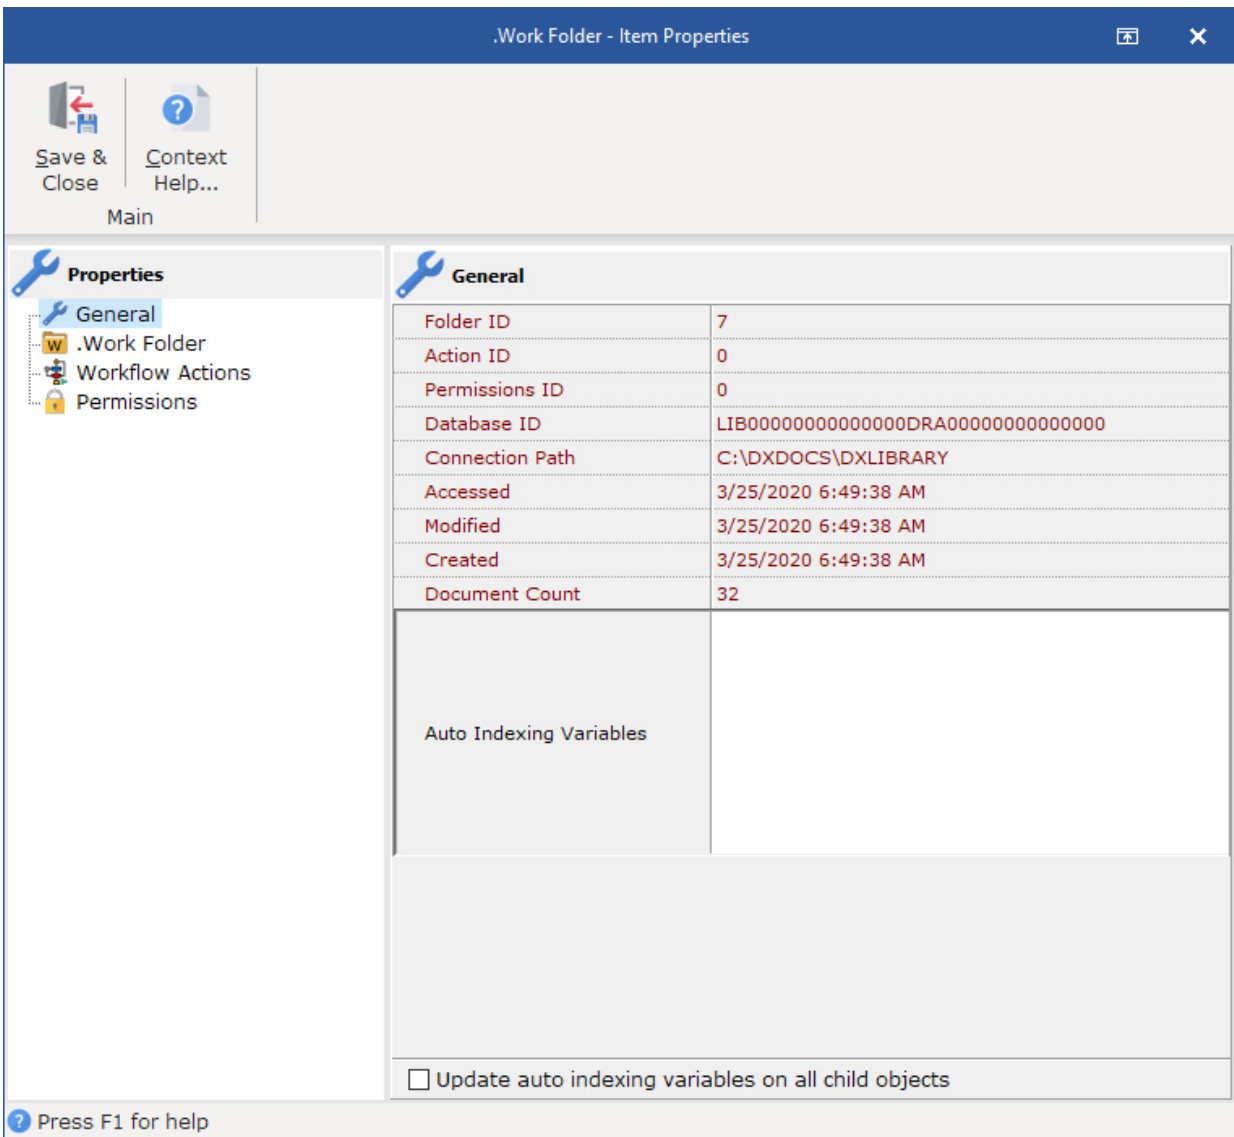 .Work Folder - Item Properties
Save & Close
Context Help...
Main
Properties
General
.Work Folder
Workflow Actions
Permissions
General
Folder ID 7
Action ID 0
Permissions ID 0
Database ID LIB00000000000000DRA00000000000000
Connection Path C:\DXDOCS\DXLIBRARY
Accessed 3/25/2020 6:49:38 AM
Modified 3/25/2020 6:49:38 AM
Created 3/25/2020 6:49:38 AM
Document Count 32
Auto Indexing Variables
Update auto indexing variables on all child objects
Press F1 for help